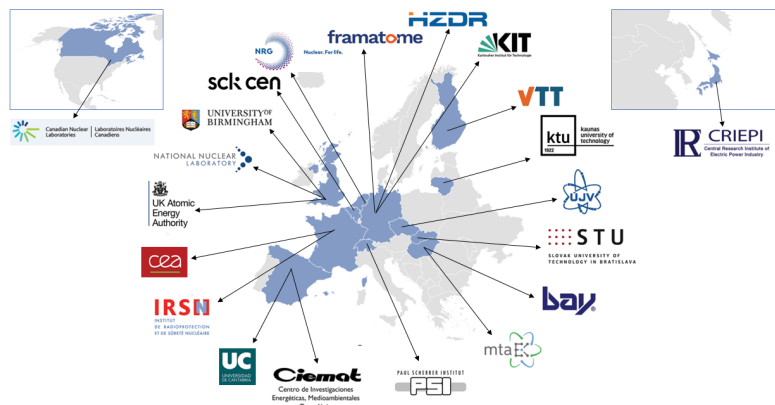 HZDR
framatome
NRG
Nuclear. For life.
KIT
Karlsruher Institut für Technologie
sck cen
VTT
UNIVERSITY OF
BIRMINGHAM
Canadian Nuclear
Laboratories
Laboratoires Nucléaires
Canadiens
ktu
1922
kaunas
university of
technology
CRIEPI
Central Research Institute of
Electric Power Industry
NATIONAL NUCLEAR
LABORATORY
UK Atomic
Energy
Authority
ÚJV
STU
SLOVAK UNIVERSITY OF
TECHNOLOGY IN BRATISLAVA
cea
IRSN
INSTITUT
DE RADIOPROTECTION
ET DE SÛRETÉ NUCLÉAIRE
bay
mta
EK
UC
UNIVERSIDAD
DE CANTABRIA
Ciemat
Centro de Investigaciones
Energéticas, Medioambientales
PAUL SCHERRER INSTITUT
PSI